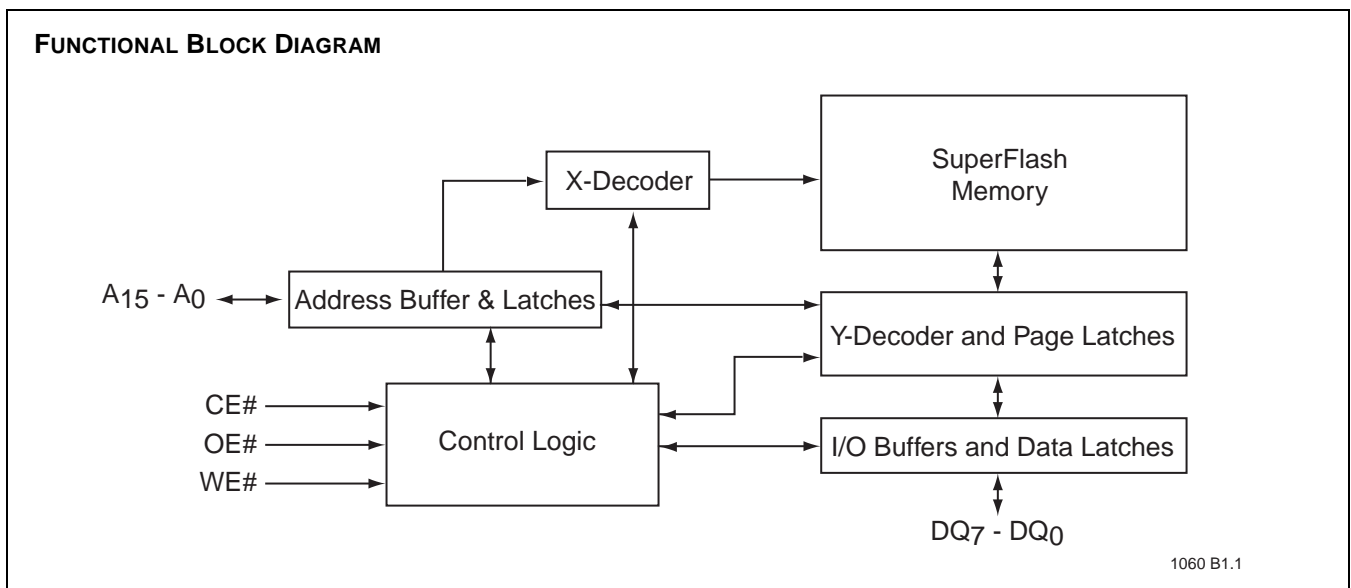 FUNCTIONAL BLOCK DIAGRAM
SuperFlash
Memory
X-Decoder
A15 - A0
Address Buffer & Latches
Y-Decoder and Page Latches
CE#
OE#
WE#
Control Logic
I/O Buffers and Data Latches
DQ7 - DQ0
1060 B1.1